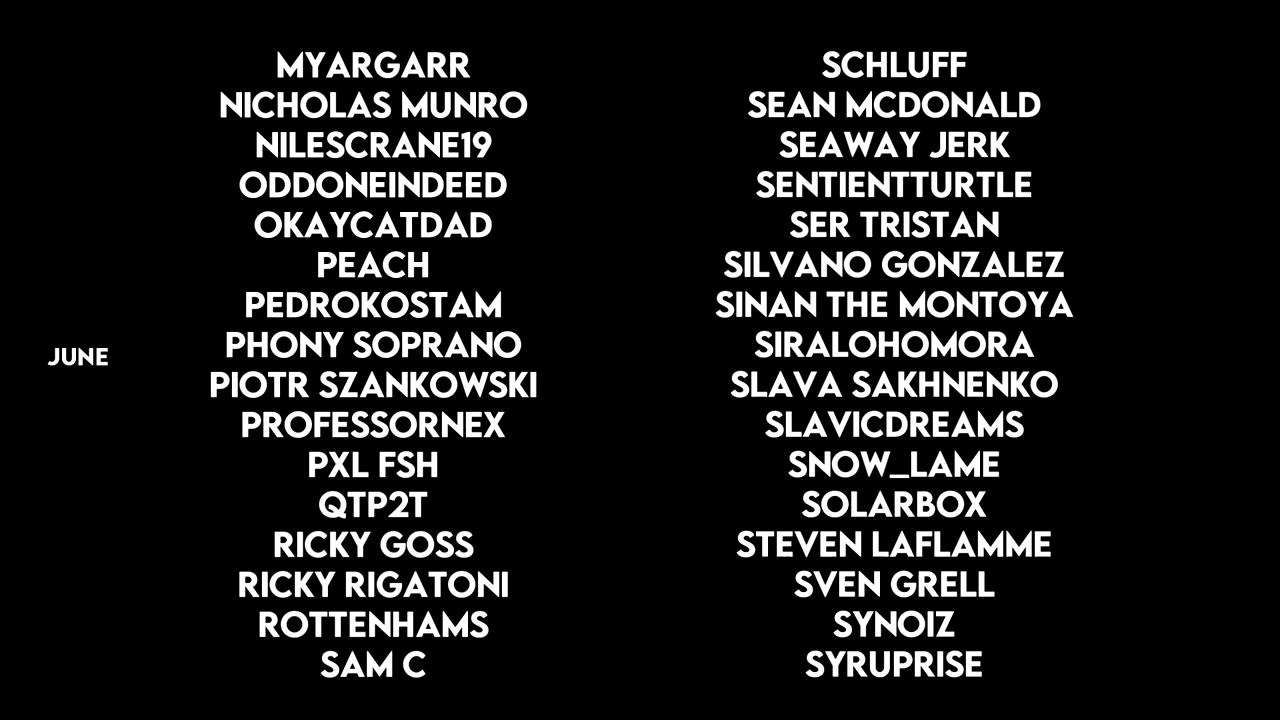 JUNE
MYARGARR
NICHOLAS MUNRO
NILESCRANE19
ODDONEINDEED
OKAYCATDAD
PEACH
PEDROKOSTAM
PHONY SOPRANO
PIOTR SZANKOWSKI
PROFESSORNEX
PXL FSH
QTP2T
RICKY GOSS
RICKY RIGATONI
ROTTENHAMS
SAM C
SCHLUFF
SEAN MCDONALD
SEAWAY JERK
SENTIENTTURTLE
SER TRISTAN
SILVANO GONZALEZ
SINAN THE MONTOYA
SIRALOHOMORA
SLAVA SAKHNENKO
SLAVICDREAMS
SNOW_LAME
SOLARBOX
STEVEN LAFLAMME
SVEN GRELL
SYNOIZ
SYRUPRISE